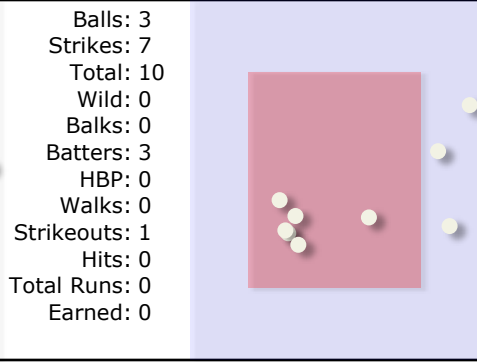 Balls: 3
Strikes: 7
Total: 10
Wild: 0
Balks: 0
Batters: 3
HBP: 0
Walks: 0
Strikeouts: 1
Hits: 0
Total Runs: 0
Earned: 0